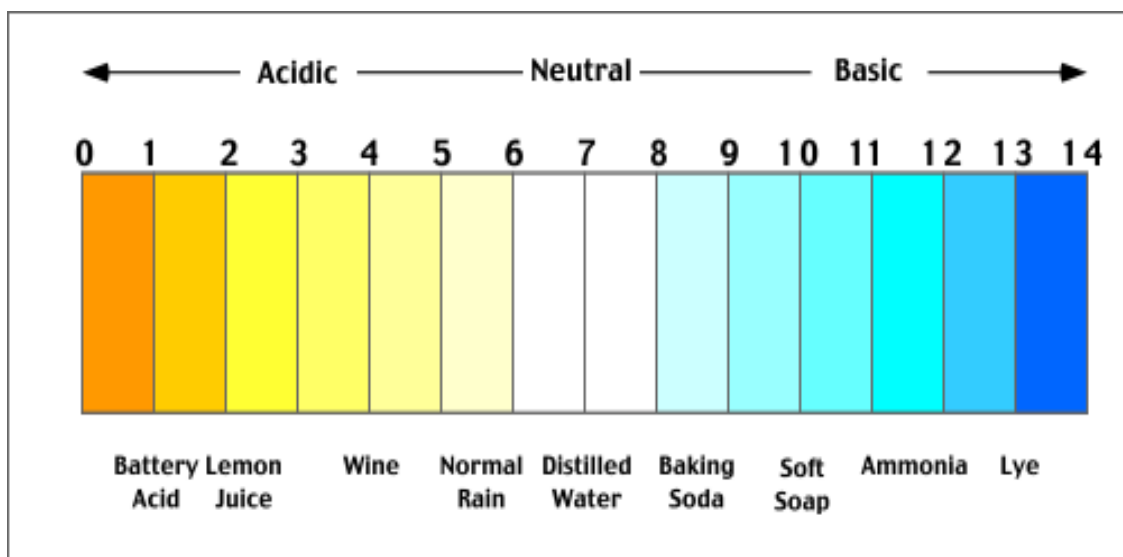 Acidic Neutral Basic
0 1 2 3 4 5 6 7 8 9 10 11 12 13 14
Battery Lemon Wine Normal Distilled Baking Soft Ammonia Lye
Acid Juice Rain Water Soda Soap